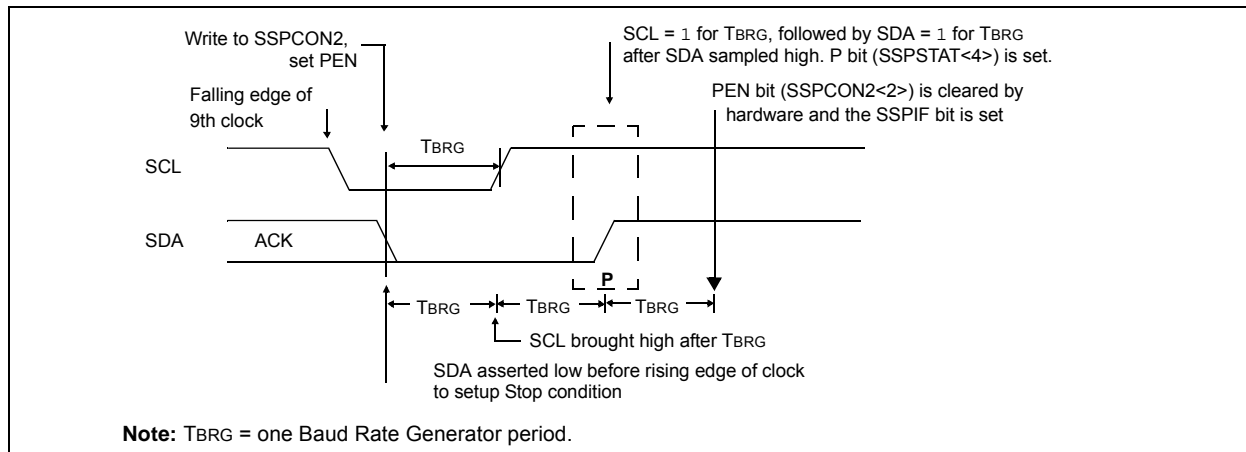 Write to SSPCON2,
set PEN
SCL = 1 for TBRG, followed by SDA = 1 for TBRG
after SDA sampled high. P bit (SSPSTAT<4>) is set.
Falling edge of
9th clock
PEN bit (SSPCON2<2>) is cleared by
hardware and the SSPIF bit is set
TBRG
SCL
SDA
ACK
P
TBRG
TBRG
TBRG
SCL brought high after TBRG
SDA asserted low before rising edge of clock
to setup Stop condition
Note: TBRG = one Baud Rate Generator period.